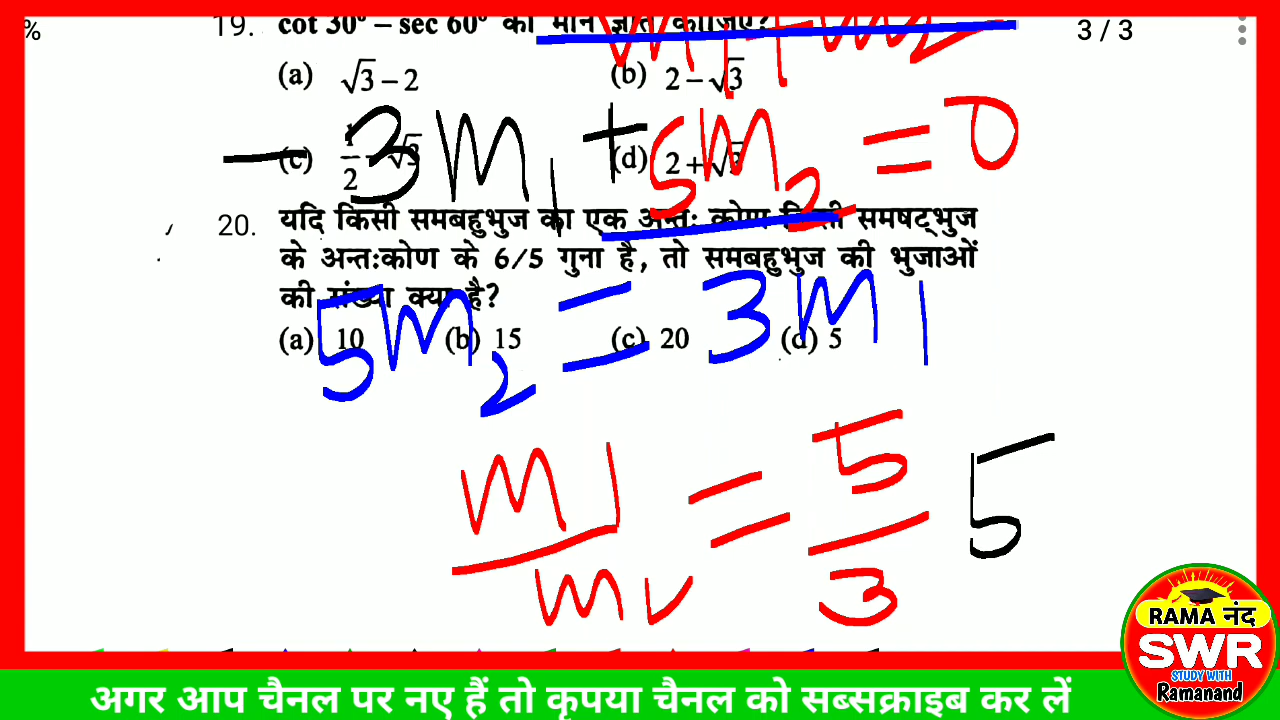 %
19. cot 30° – sec 60° का मान ज्ञात कीजिए?
3 / 3
(a) √3 – 2
(b) 2 – √3
(c)
(d) 2 + √3
– 3m1 + 5m2 = 0
20. यदि किसी समबहुभुज का एक अन्तः कोण किसी समषट्भुज
के अन्तःकोण के 6/5 गुना है, तो समबहुभुज की भुजाओं
की संख्या क्या है?
(a) 10 (b) 15 (c) 20 (d) 5
5m2 = 3m1
m1 = 5 5
m2 3
RAMA नंद
SWR
STUDY WITH
Ramanand
अगर आप चैनल पर नए हैं तो कृपया चैनल को सब्सक्राइब कर लें